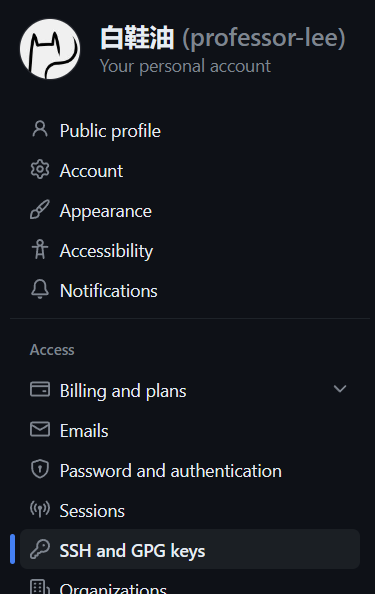 白鞋油 (professor-lee)
Your personal account
Public profile
Account
Appearance
Accessibility
Notifications
Access
Billing and plans
Emails
Password and authentication
Sessions
SSH and GPG keys
Organizations